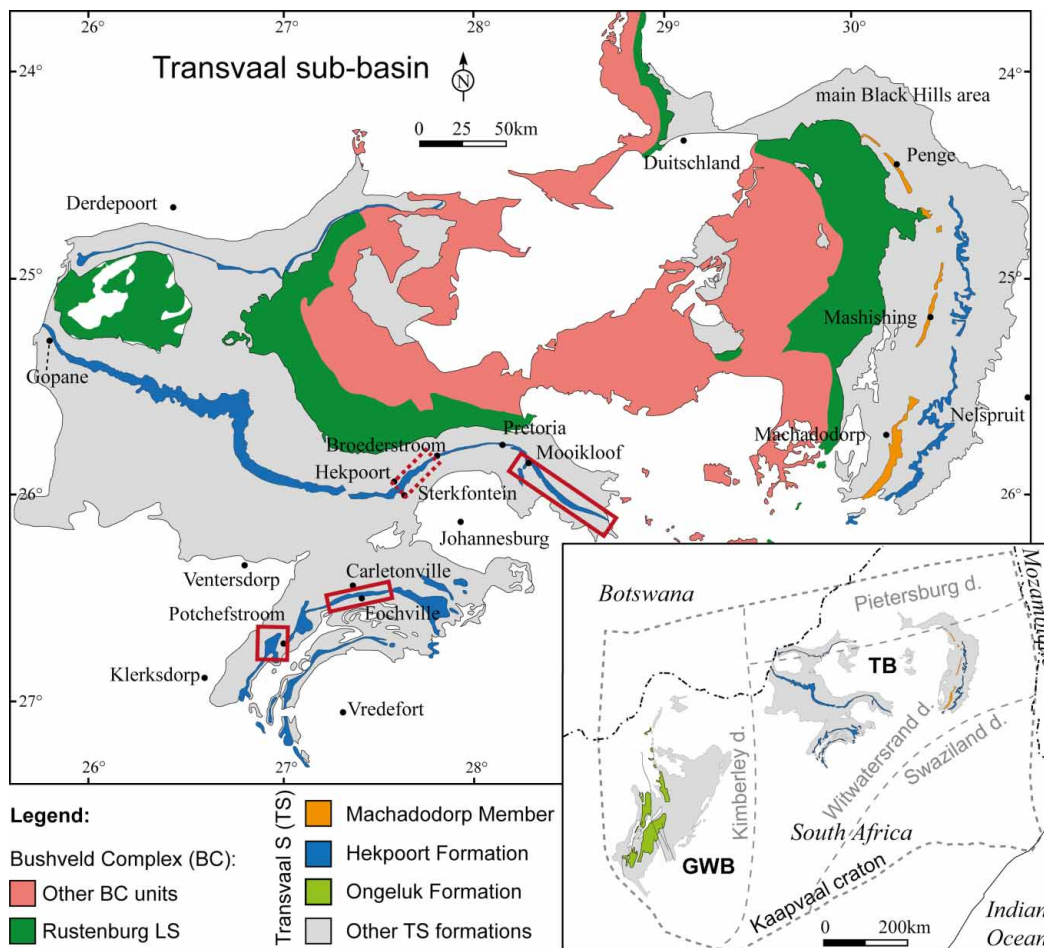 26°
27°
28°
29°
30°
24°
24°
Transvaal sub-basin
N
0 25 50km
main Black Hills area
Duitschland
Penge
Derdepoort
25°
25°
Mashishing
Gopane
Nelspruit
Pretoria
Machadodorp
Broederstroom
Mooikloof
Hekpoort
26°
Sterkfontein
26°
Johannesburg
Ventersdorp
Carletonville
Potchefstroom
Fochville
Klerksdorp
27°
27°
Vredefort
26°
27°
28°
Botswana
Pietersburg d.
Mozambique
TB
Kimberley d.
Witwatersrand d.
Swaziland d.
South Africa
GWB
Kaapvaal craton
0 200km
Indian
Ocean
Legend:
Bushveld Complex (BC):
Other BC units
Rustenburg LS
Transvaal S (TS)
Machadodorp Member
Hekpoort Formation
Ongeluk Formation
Other TS formations